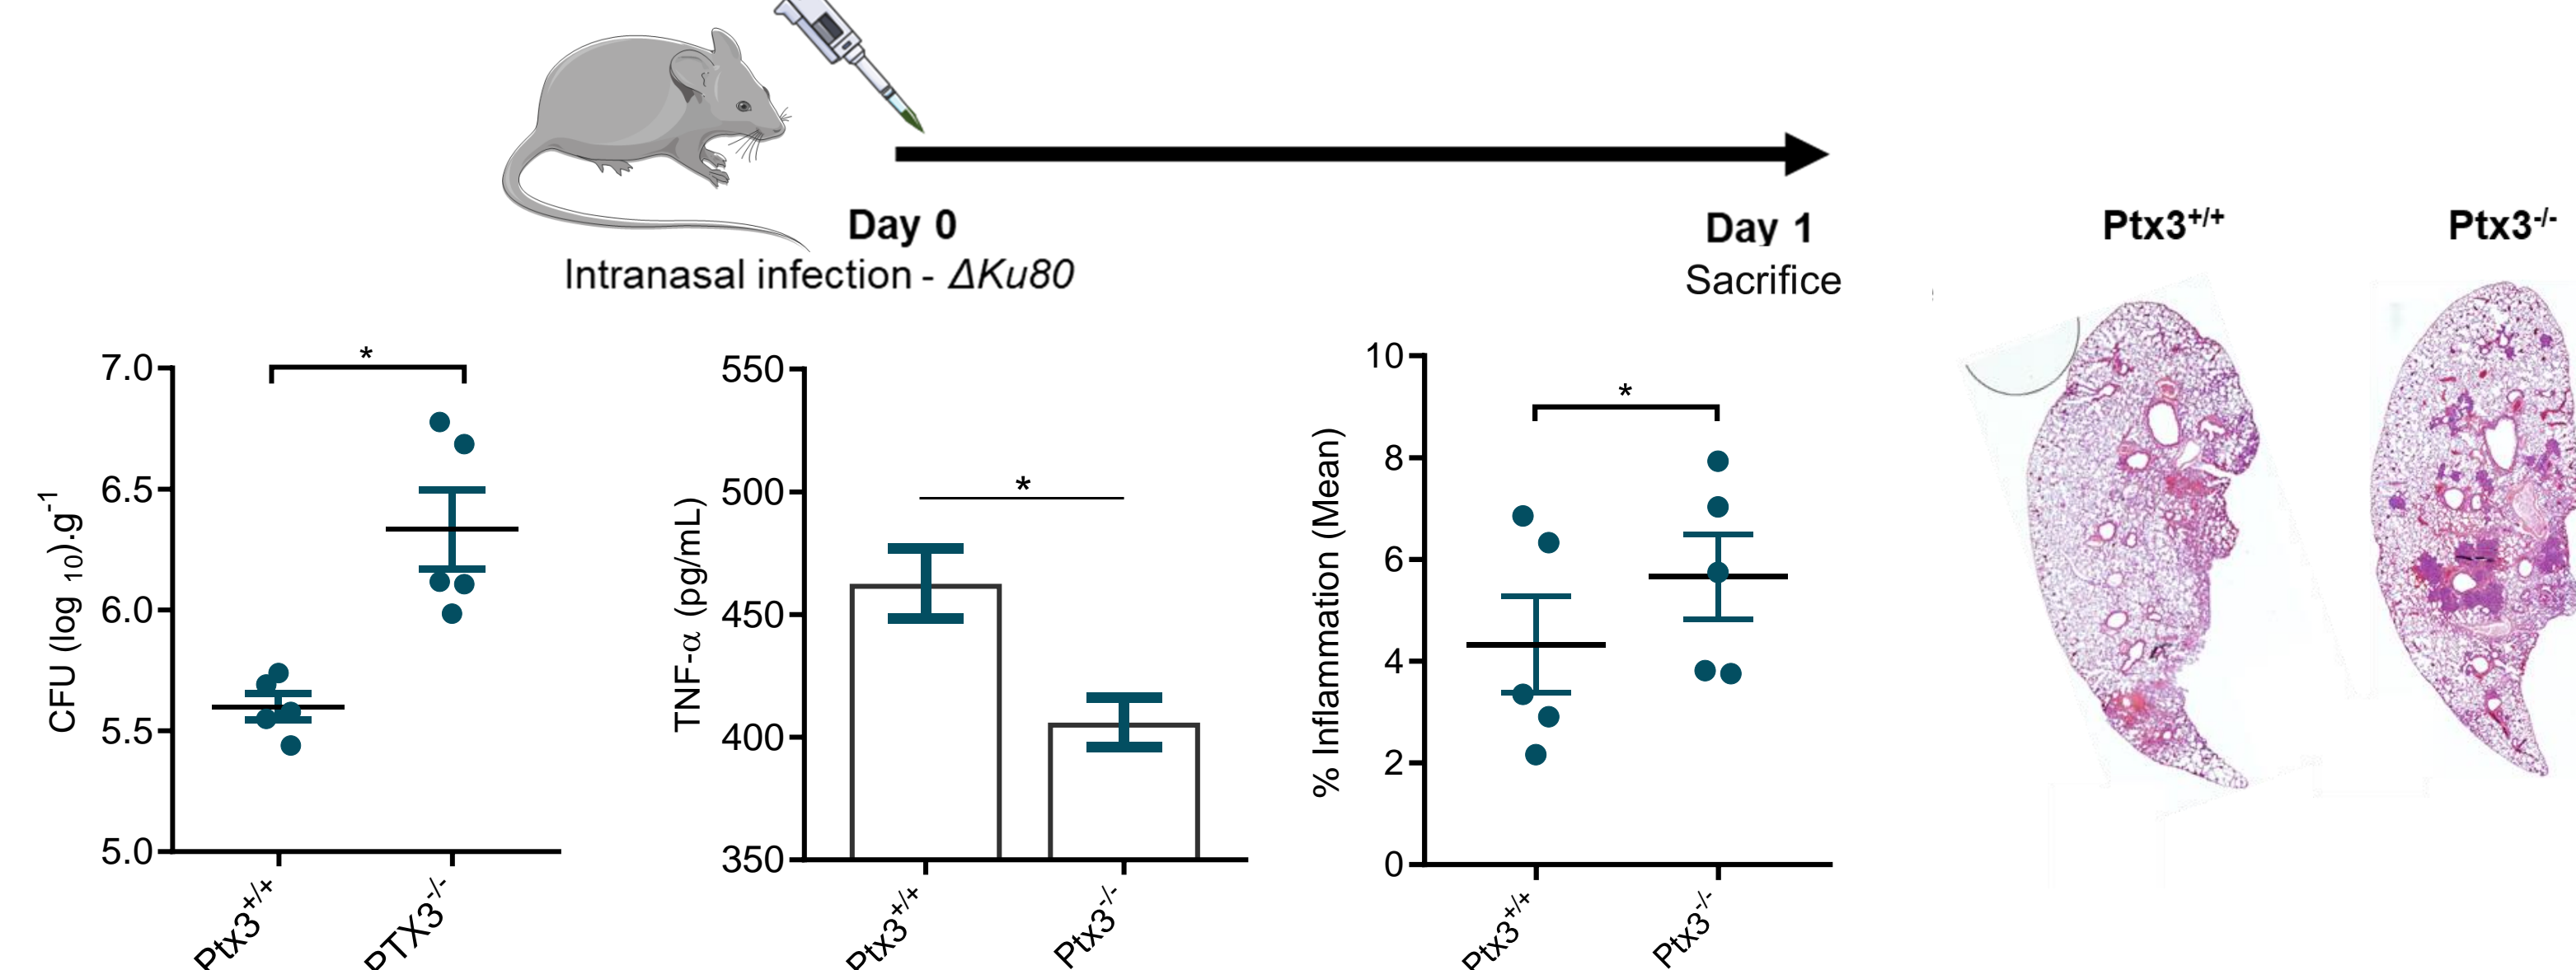 Day 0
Intranasal infection - ΔKu80
Day 1
Sacrifice
Ptx3+/+
Ptx3-/-
CFU (log 10).g-1
7.0
6.5
6.0
5.5
5.0
*
Ptx3+/+
PTX3-/-
TNF-α (pg/mL)
550
500
450
400
350
*
Ptx3+/+
Ptx3-/-
% Inflammation (Mean)
10
8
6
4
2
0
*
Ptx3+/+
Ptx3-/-